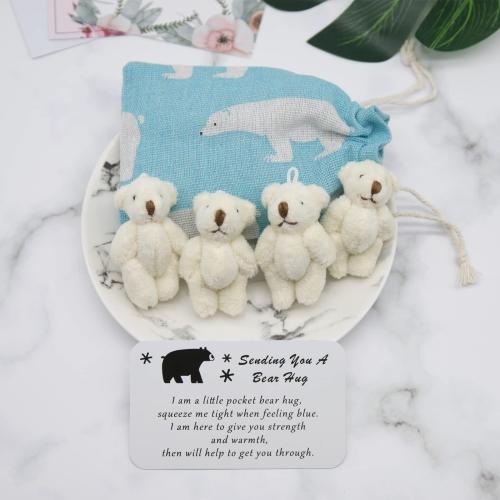 Sending You A
Bear Hug
I am a little pocket bear hug,
squeeze me tight when feeling blue.
I am here to give you strength
and warmth,
then will help to get you through.